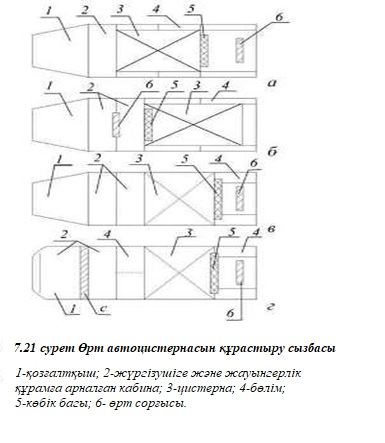 1 2 3 4 5 6
а
1 2 6 5 3 4
б
1 2 3 5 4 6
в
2 4 3 5 4
1 с 6 г
7.21 сурет Өрт автоцистернасын құрастыру сызбасы
1-қозғалтқыш; 2-жүргізушіге және жауынгерлік
құрамға арналған кабина; 3-цистерна; 4-бөлім;
5-көбік багы; 6- өрт сорғысы.